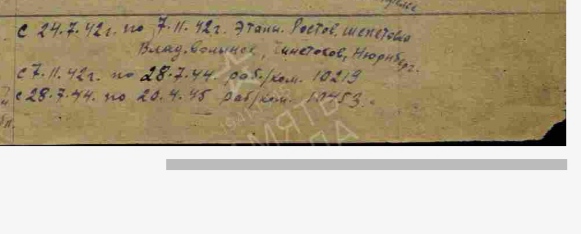 с 24.7.42г. по 7.11.42г. Этапы. Ростов, шепетовка
Влад.волынск, Ченстохов, Нюрнберг.
с 7.11.42г. по 28.7.44. раб./ком. 10219
с 28.7.44. по 20.4.45 раб/ком. 10453.
ПАМЯТЬ